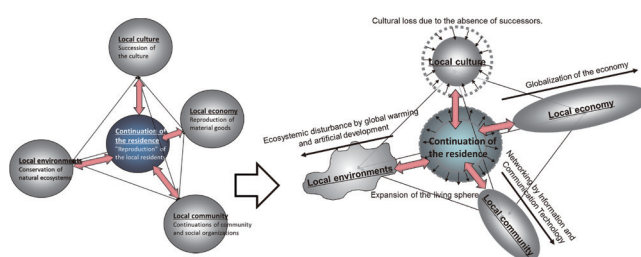 Local culture
Succession of
the culture
Local economy
Reproduction of
material goods
Continuation of
the residence
"Reproduction" of
the local residents
Local environments
Conservation of
natural ecosystems
Local community
Continuations of community
and social organizations
Cultural loss due to the absence of successors.
Local culture
Globalization of the economy
Local economy
Ecosystemic disturbance by global warming
and artificial development
Continuation of
the residence
Local environments
Expansion of the living sphere
Networking by Information and
Communication Technology
Local community